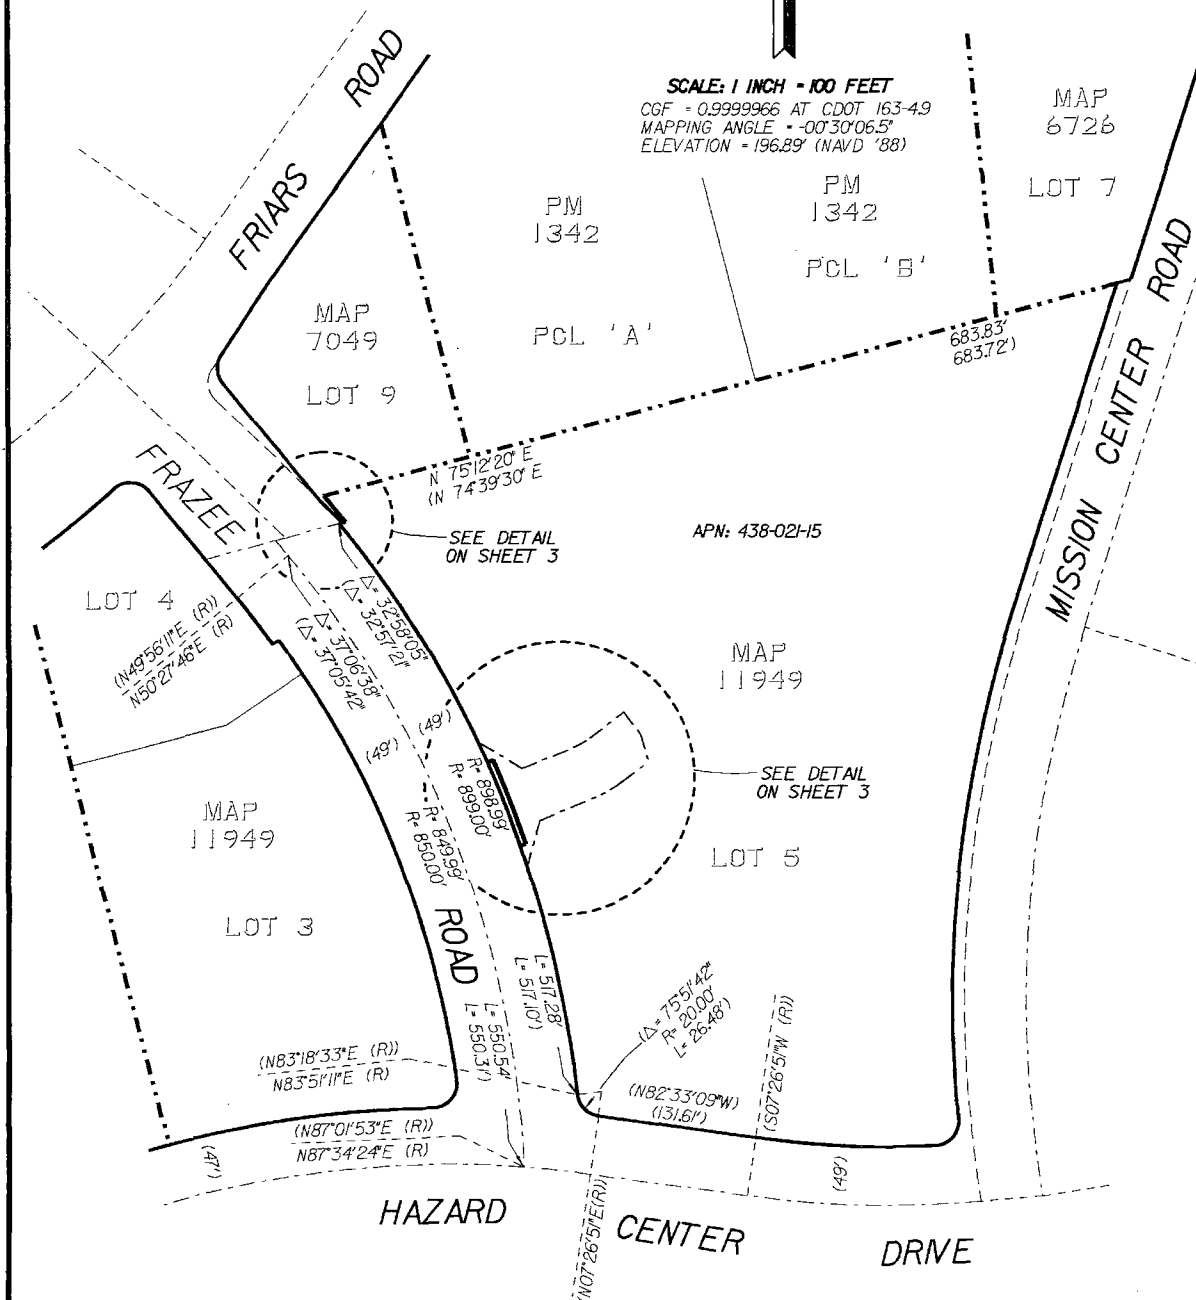 SCALE: 1 INCH = 100 FEET
CGF = 0.9999966 AT CDOT 163-4.9
MAPPING ANGLE = -00°30'06.5"
ELEVATION = 196.89' (NAVD '88)
MAP
6726
LOT 7
FRIARS ROAD
PM
1342
PCL 'A'
PM
1342
PCL 'B'
MAP
7049
LOT 9
683.83'
683.72')
MISSION CENTER ROAD
N 75°12'20" E
(N 74°39'30" E
FRAZEE
SEE DETAIL
ON SHEET 3
APN: 438-021-15
LOT 4
(N49°56'11"E (R))
N50°27'46"E (R)
Δ= 32°58'05"
(Δ= 32°57'21"
Δ= 37°06'38"
(Δ= 37°05'42"
MAP
11949
(49')
(49')
SEE DETAIL
ON SHEET 3
R= 898.99'
R= 899.00'
R= 849.99'
R= 850.00'
MAP
11949
LOT 5
LOT 3
ROAD
L= 517.28'
L= 517.10')
L= 550.54'
L= 550.31')
(Δ= 75°51'42"
R= 20.00'
L= 26.48')
(S07°26'51"W (R))
(N83°18'33"E (R))
N83°51'11"E (R)
(N82°33'09"W)
(131.61')
(N87°01'53"E (R))
N87°34'24"E (R)
(47')
(49')
(N07°26'51"E(R))
HAZARD CENTER DRIVE